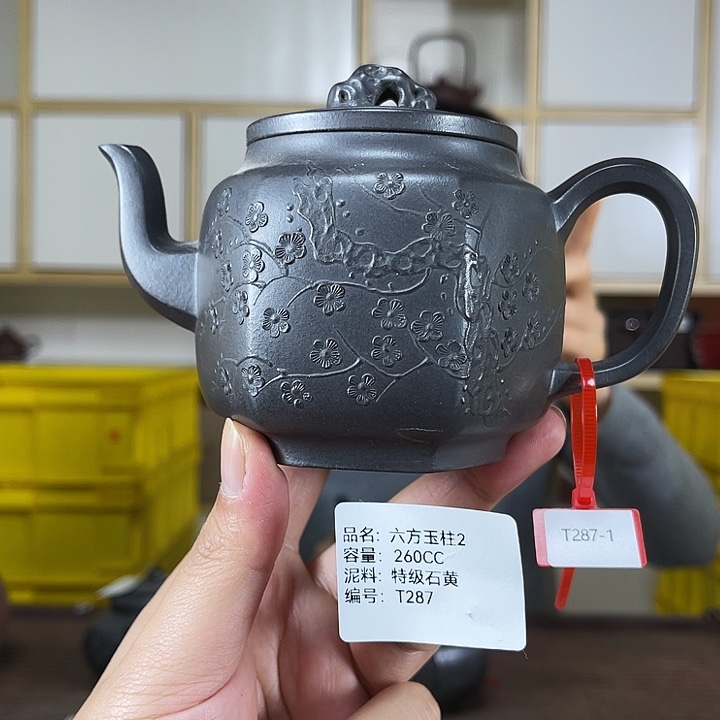 品名: 六方玉柱2
容量: 260CC
泥料: 特级石黄
编号: T287
T287-1